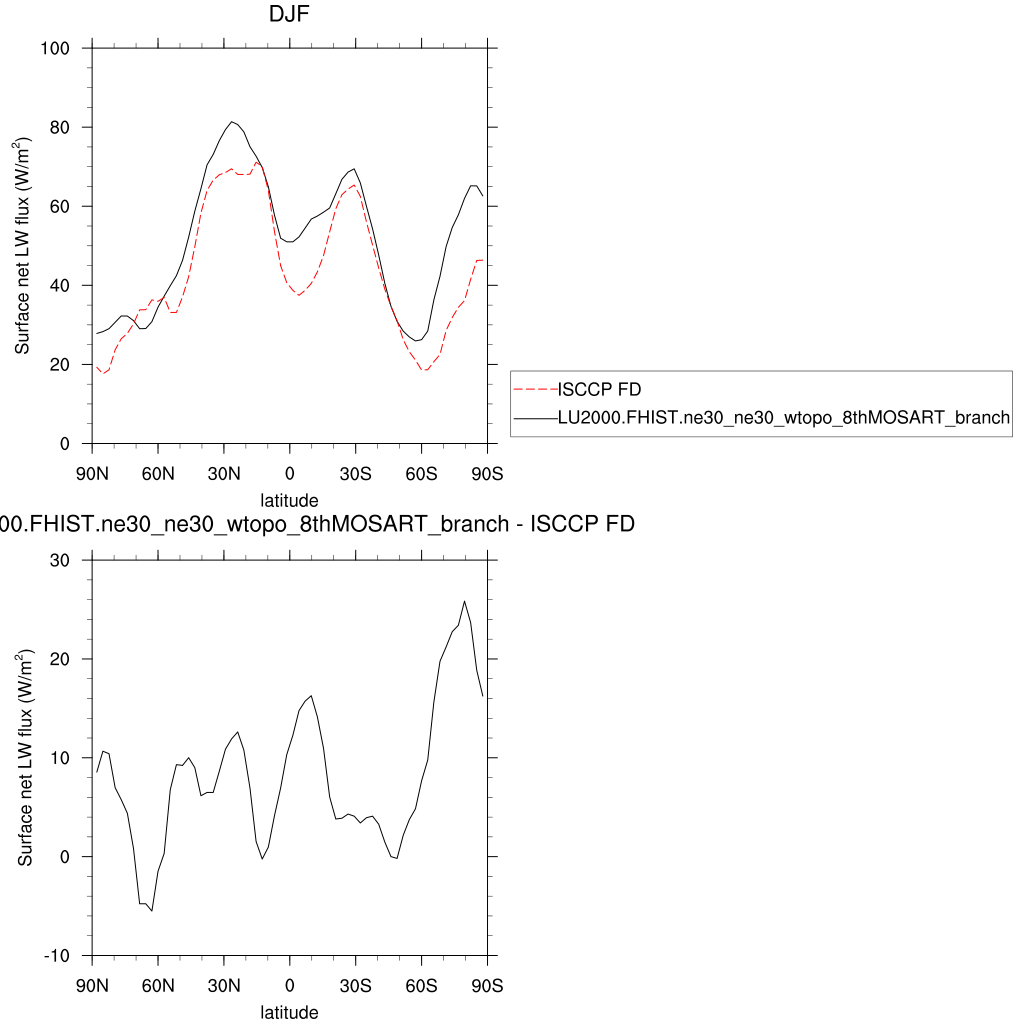 DJF
Surface net LW flux (W/m²)
100
80
60
40
20
0
90N 60N 30N 0 30S 60S 90S
latitude
ISCCP FD
LU2000.FHIST.ne30_ne30_wtopo_8thMOSART_branch
00.FHIST.ne30_ne30_wtopo_8thMOSART_branch - ISCCP FD
Surface net LW flux (W/m²)
30
20
10
0
-10
90N 60N 30N 0 30S 60S 90S
latitude